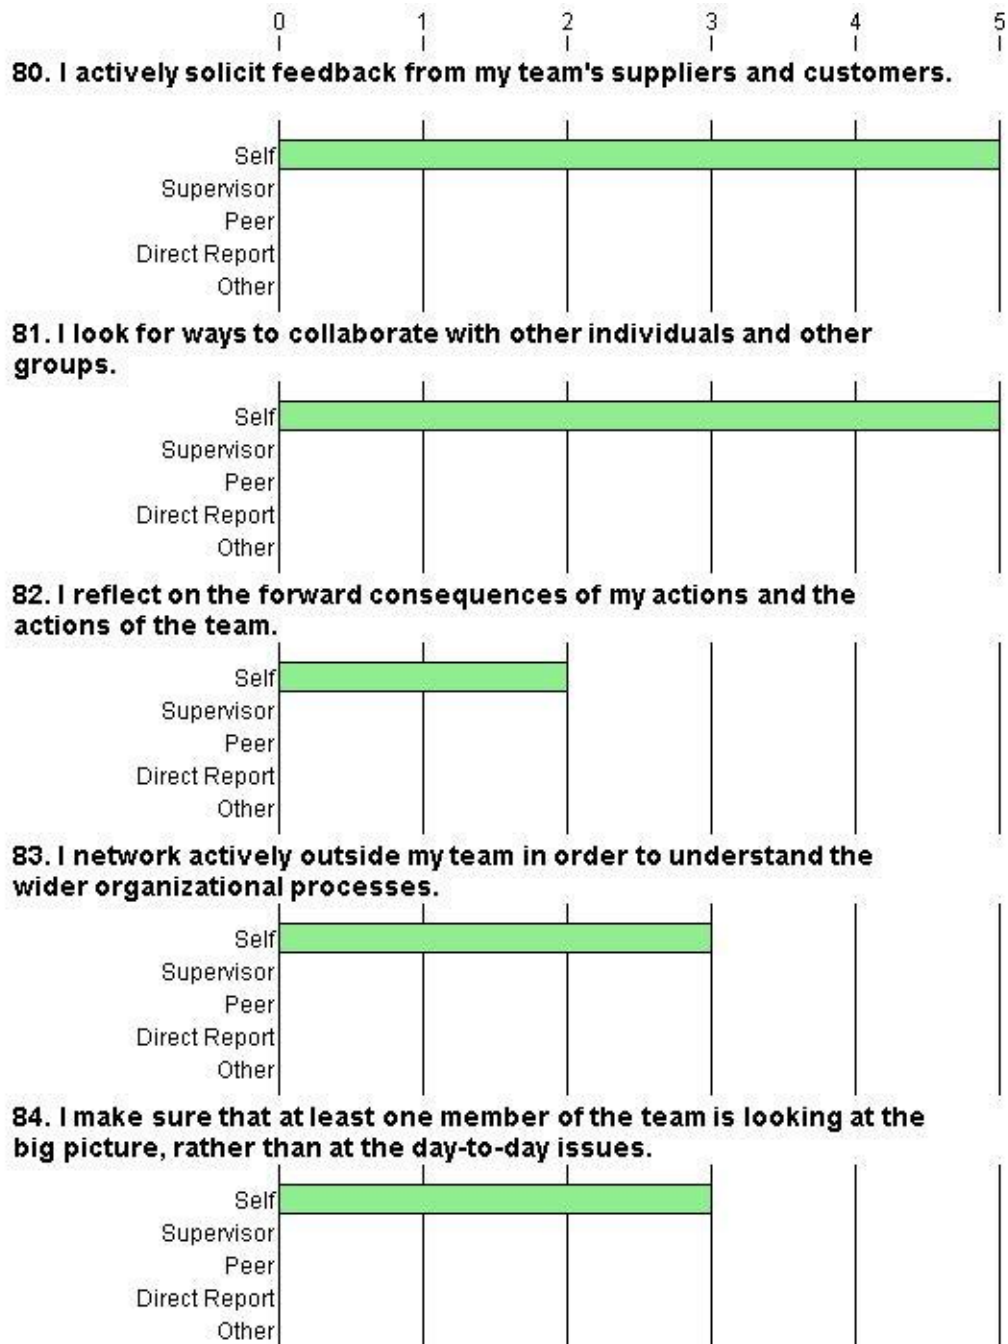 0 1 2 3 4 5
80. I actively solicit feedback from my team's suppliers and customers.
Self
Supervisor
Peer
Direct Report
Other
81. I look for ways to collaborate with other individuals and other
groups.
Self
Supervisor
Peer
Direct Report
Other
82. I reflect on the forward consequences of my actions and the
actions of the team.
Self
Supervisor
Peer
Direct Report
Other
83. I network actively outside my team in order to understand the
wider organizational processes.
Self
Supervisor
Peer
Direct Report
Other
84. I make sure that at least one member of the team is looking at the
big picture, rather than at the day-to-day issues.
Self
Supervisor
Peer
Direct Report
Other